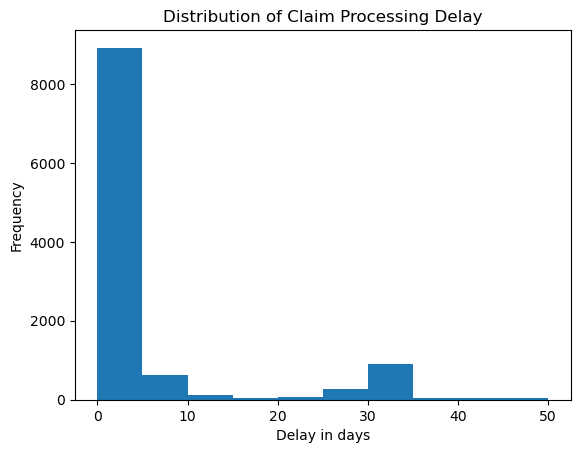 Distribution of Claim Processing Delay
8000
6000
4000
2000
0
Frequency
0 10 20 30 40 50
Delay in days